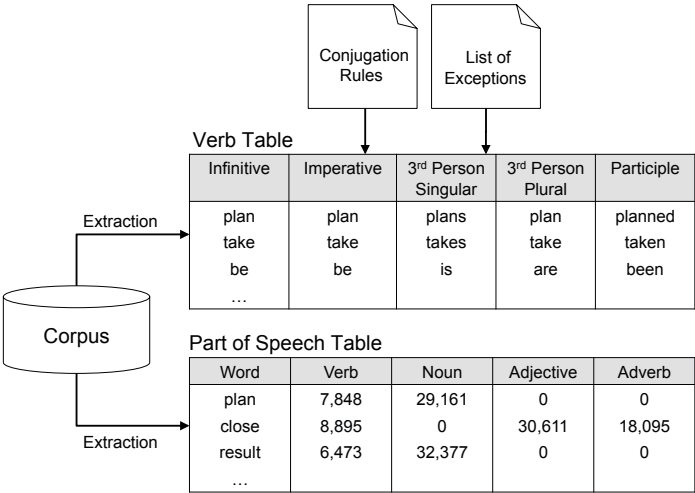 Conjugation
Rules
List of
Exceptions
Verb Table
Infinitive Imperative 3rd Person Singular 3rd Person Plural Participle
plan plan plans plan planned
take take takes take taken
be be is are been
…
Extraction
Corpus
Extraction
Part of Speech Table
Word Verb Noun Adjective Adverb
plan 7,848 29,161 0 0
close 8,895 0 30,611 18,095
result 6,473 32,377 0 0
…